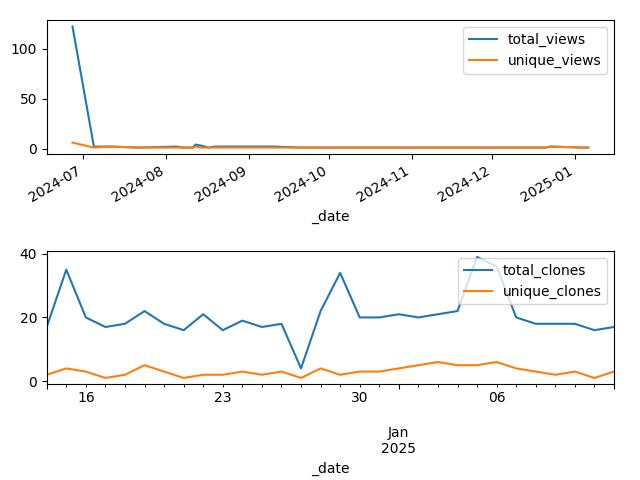 100
50
0
total_views
unique_views
2024-07
2024-08
2024-09
2024-10
2024-11
2024-12
2025-01
_date
40
20
0
total_clones
unique_clones
16
23
30
06
Jan
2025
_date